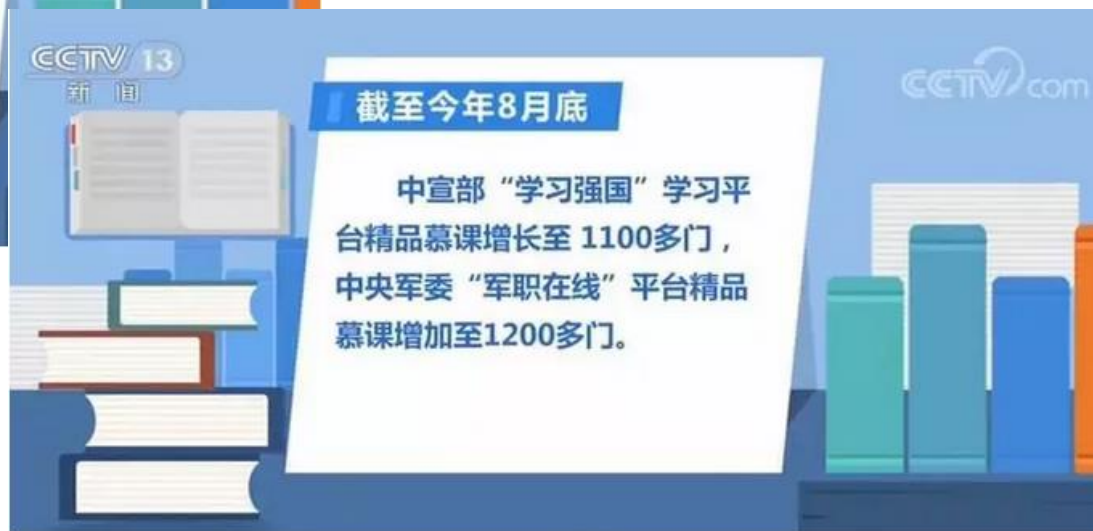 CCTV 13
新闻
CCTV.com
截至今年8月底
中宣部“学习强国”学习平
台精品慕课增长至 1100多门，
中央军委“军职在线”平台精品
慕课增加至1200多门。